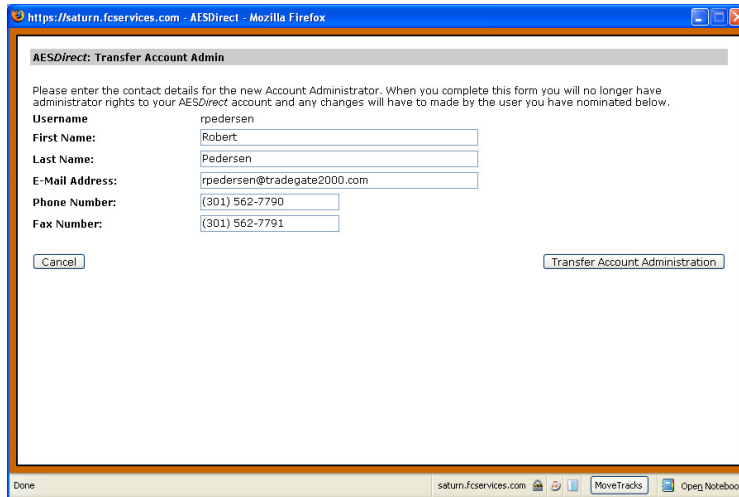 https://saturn.fcservices.com - AESDirect - Mozilla Firefox
AESDirect: Transfer Account Admin
Please enter the contact details for the new Account Administrator. When you complete this form you will no longer have
administrator rights to your AESDirect account and any changes will have to made by the user you have nominated below.
Username rpedersen
First Name: Robert
Last Name: Pedersen
E-Mail Address: rpedersen@tradegate2000.com
Phone Number: (301) 562-7790
Fax Number: (301) 562-7791
Cancel Transfer Account Administration
Done saturn.fcservices.com MoveTracks Open Noteboo